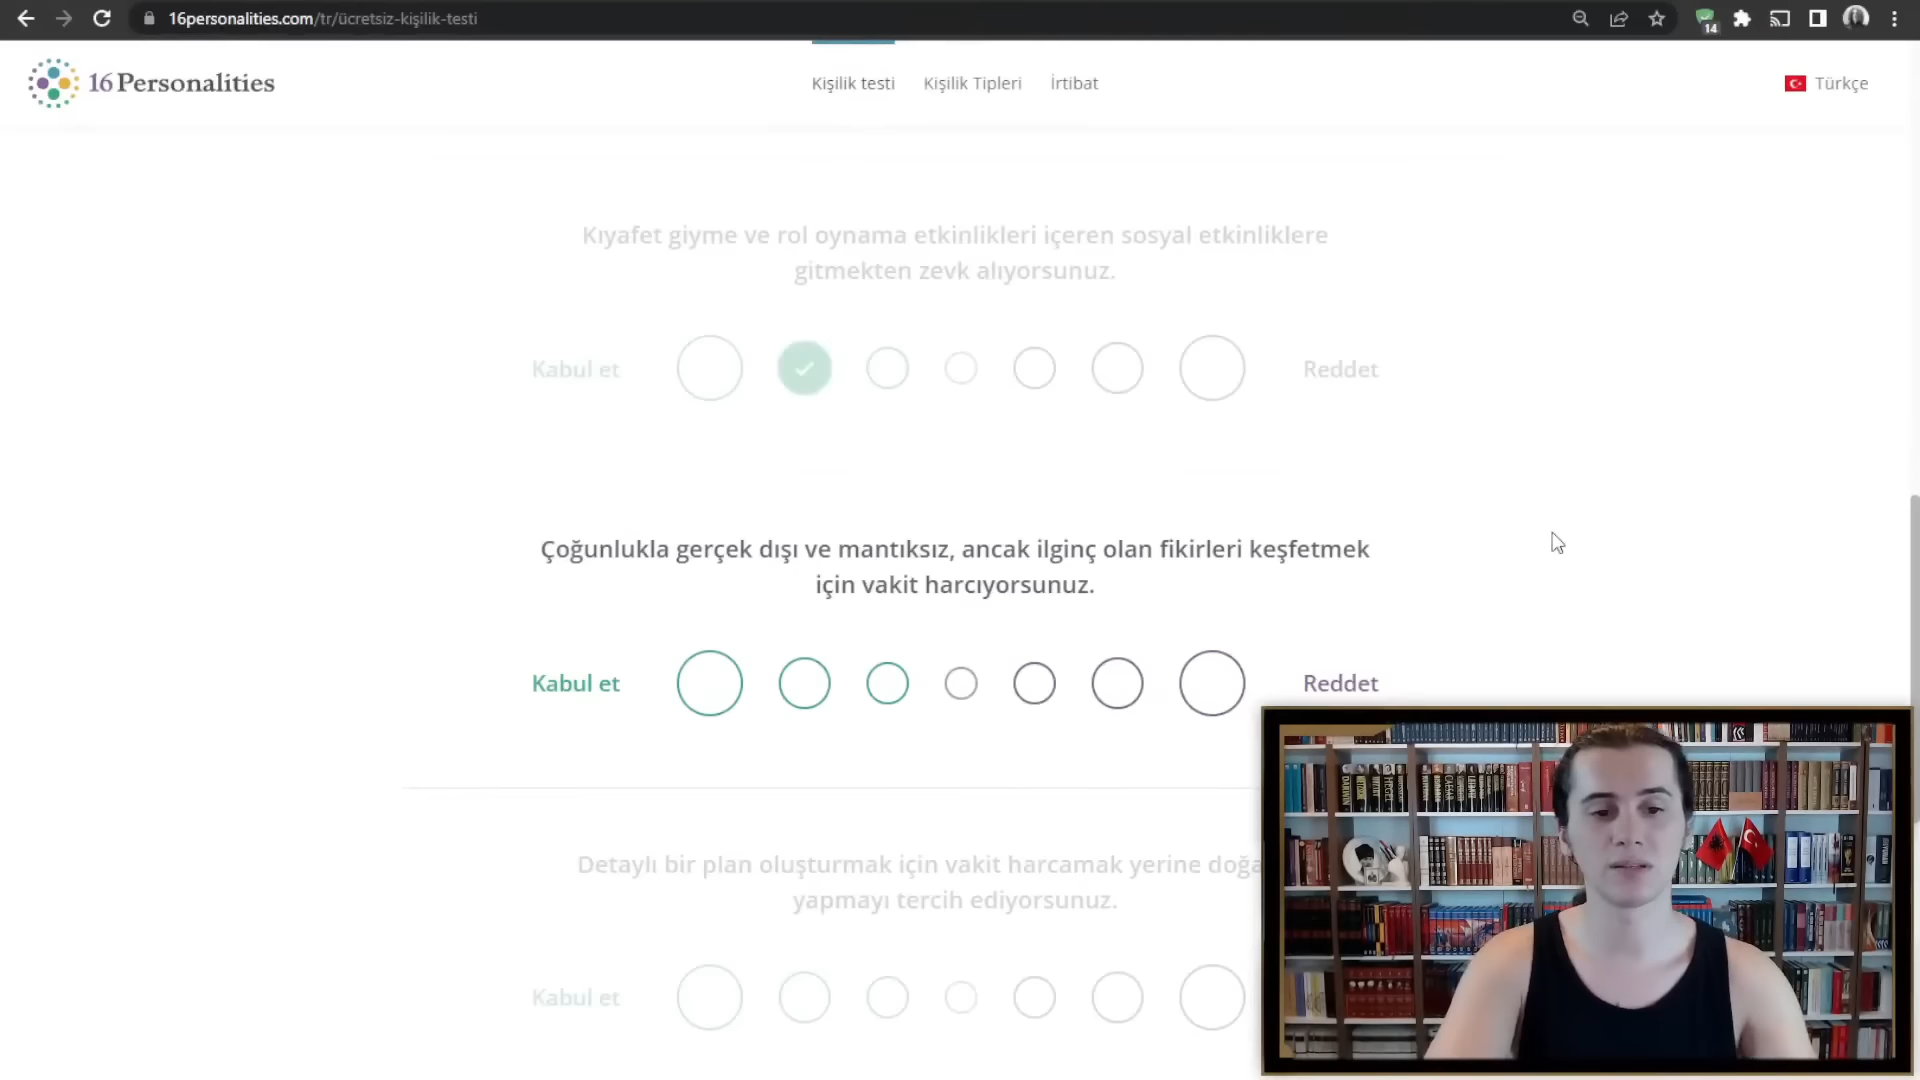 16personalities.com/tr/ücretsiz-kişilik-testi
14
16Personalities
Kişilik testi
Kişilik Tipleri
İrtibat
Türkçe
Kıyafet giyme ve rol oynama etkinlikleri içeren sosyal etkinliklere
gitmekten zevk alıyorsunuz.
Kabul et
Reddet
Çoğunlukla gerçek dışı ve mantıksız, ancak ilginç olan fikirleri keşfetmek
için vakit harcıyorsunuz.
Kabul et
Reddet
Detaylı bir plan oluşturmak için vakit harcamak yerine doğa
yapmayı tercih ediyorsunuz.
Kabul et
DARWIN
HEGEL